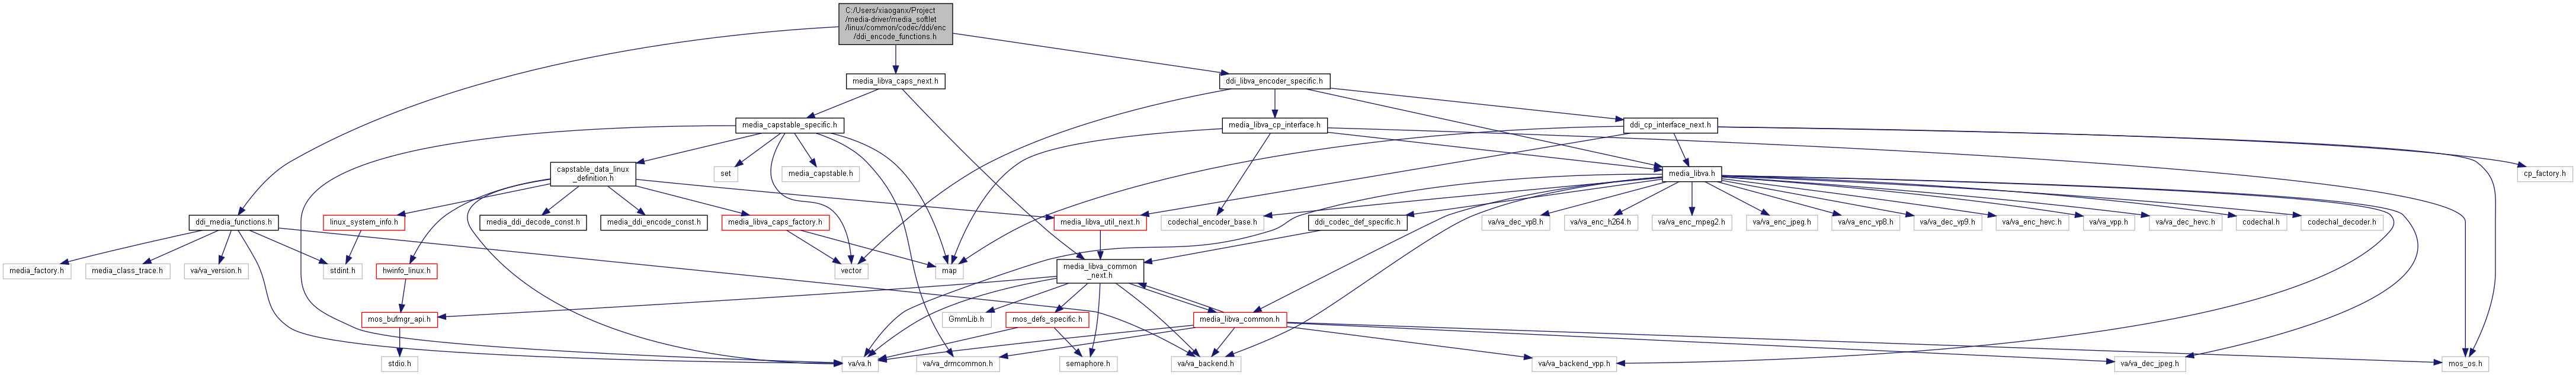 C:/Users/xiaoganx/Project
/media-driver/media_softlet
/linux/common/codec/ddi/enc
/ddi_encode_functions.h
media_libva_caps_next.h
ddi_libva_encoder_specific.h
media_capstable_specific.h
media_libva_cp_interface.h
ddi_cp_interface_next.h
capstable_data_linux
_definition.h
set
media_capstable.h
media_libva.h
cp_factory.h
ddi_media_functions.h
linux_system_info.h
media_ddi_decode_const.h
media_ddi_encode_const.h
media_libva_caps_factory.h
media_libva_util_next.h
codechal_encoder_base.h
ddi_codec_def_specific.h
va/va_dec_vp8.h
va/va_enc_h264.h
va/va_enc_mpeg2.h
va/va_enc_jpeg.h
va/va_enc_vp8.h
va/va_dec_vp9.h
va/va_enc_hevc.h
va/va_vpp.h
va/va_dec_hevc.h
codechal.h
codechal_decoder.h
media_factory.h
media_class_trace.h
va/va_version.h
stdint.h
hwinfo_linux.h
vector
map
media_libva_common
_next.h
mos_bufmgr_api.h
GmmLib.h
mos_defs_specific.h
media_libva_common.h
stdio.h
va/va.h
va/va_drmcommon.h
semaphore.h
va/va_backend.h
va/va_backend_vpp.h
va/va_dec_jpeg.h
mos_os.h